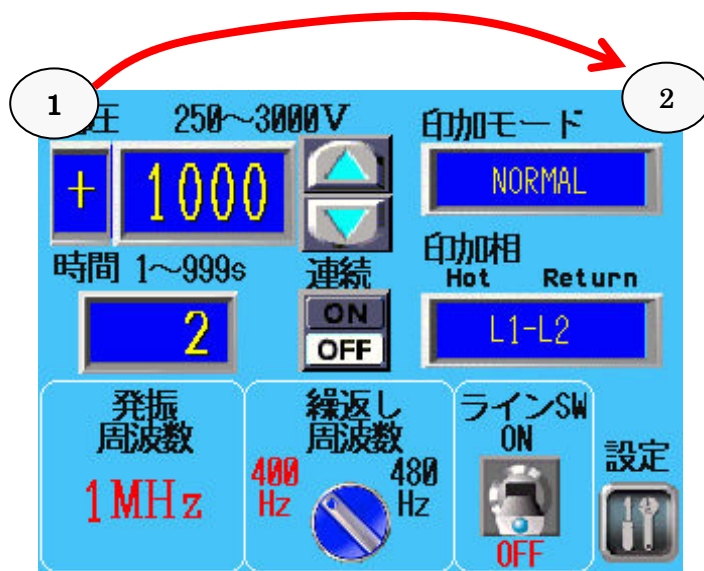 1
2
圧 250～3000V
印加モード
+
1000
NORMAL
時間 1～999s
連続
印加相
Hot Return
2
ON
OFF
L1-L2
発振
周波数
1MHz
繰返し
周波数
400
Hz
480
Hz
ラインSW
ON
OFF
設定